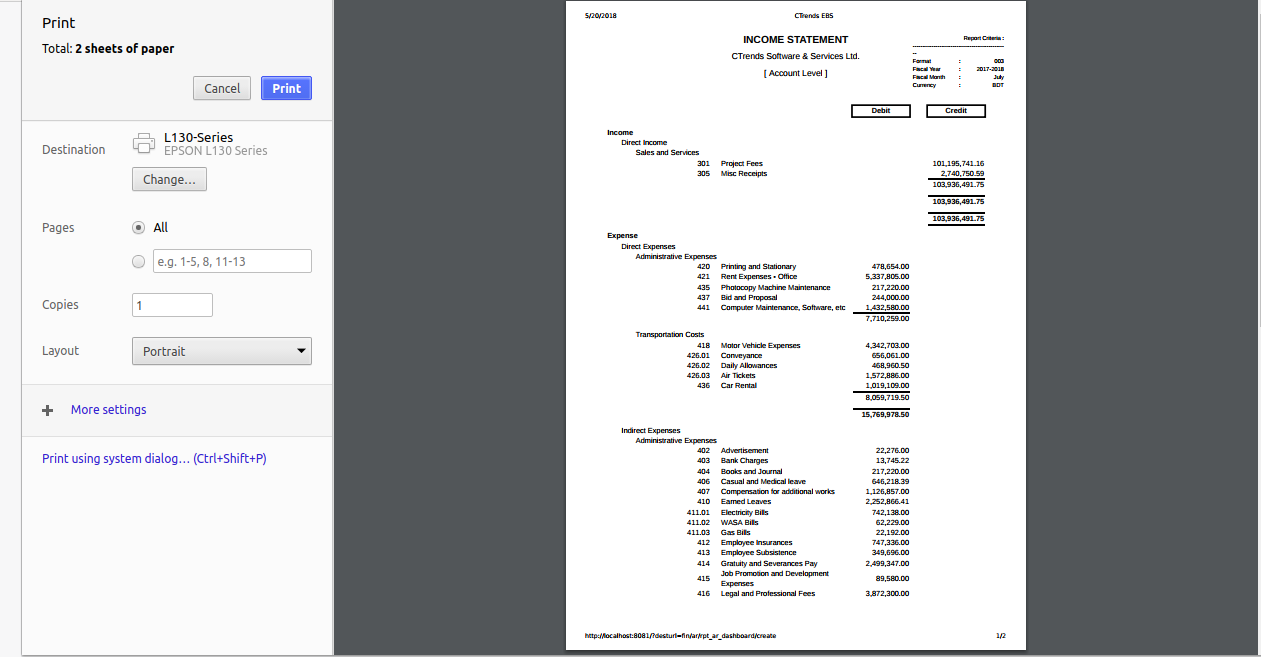 Print
Total: 2 sheets of paper
Cancel Print
Destination L130-Series
EPSON L130 Series
Change...
Pages All
e.g. 1-5, 8, 11-13
Copies 1
Layout Portrait
+ More settings
Print using system dialog... (Ctrl+Shift+P)
5/20/2018 CTrends EBS
INCOME STATEMENT
CTrends Software & Services Ltd.
[ Account Level ]
Report Criteria :
--
Format : 003
Fiscal Year : 2017-2018
Fiscal Month : July
Currency : BDT
Debit Credit
Income
Direct Income
Sales and Services
301 Project Fees 101,195,741.16
305 Misc Receipts 2,740,750.59
103,936,491.75
103,936,491.75
103,936,491.75
Expense
Direct Expenses
Administrative Expenses
420 Printing and Stationary 478,654.00
421 Rent Expenses - Office 5,337,805.00
435 Photocopy Machine Maintenance 217,220.00
437 Bid and Proposal 244,000.00
441 Computer Maintenance, Software, etc 1,432,580.00
7,710,259.00
Transportation Costs
418 Motor Vehicle Expenses 4,342,703.00
426.01 Conveyance 656,061.00
426.02 Daily Allowances 468,960.50
426.03 Air Tickets 1,572,886.00
436 Car Rental 1,019,109.00
8,059,719.50
15,769,978.50
Indirect Expenses
Administrative Expenses
402 Advertisement 22,276.00
403 Bank Charges 13,745.22
404 Books and Journal 217,220.00
406 Casual and Medical leave 646,218.39
407 Compensation for additional works 1,126,857.00
410 Earned Leaves 2,252,866.41
411.01 Electricity Bills 742,138.00
411.02 WASA Bills 62,229.00
411.03 Gas Bills 22,192.00
412 Employee Insurances 747,336.00
413 Employee Subsistence 349,696.00
414 Gratuity and Severances Pay 2,499,347.00
415 Job Promotion and Development Expenses 89,580.00
416 Legal and Professional Fees 3,872,300.00
http://localhost:8081/?desturl=fin/ar/rpt_ar_dashboard/create 1/2